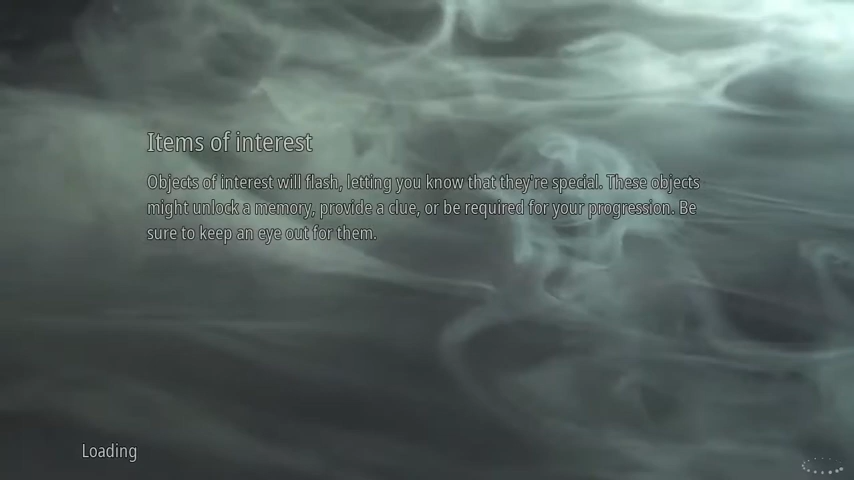 Items of interest
Objects of interest will flash, letting you know that they're special. These objects
might unlock a memory, provide a clue, or be required for your progression. Be
sure to keep an eye out for them.
Loading